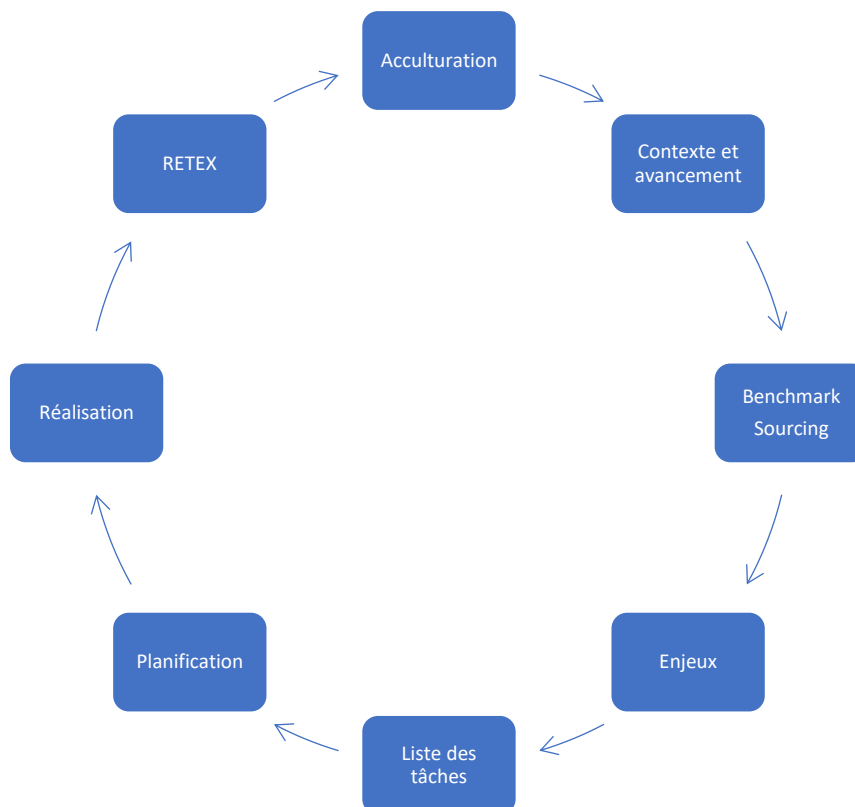 Acculturation
Contexte et
avancement
Benchmark
Sourcing
Enjeux
Liste des
tâches
Planification
Réalisation
RETEX